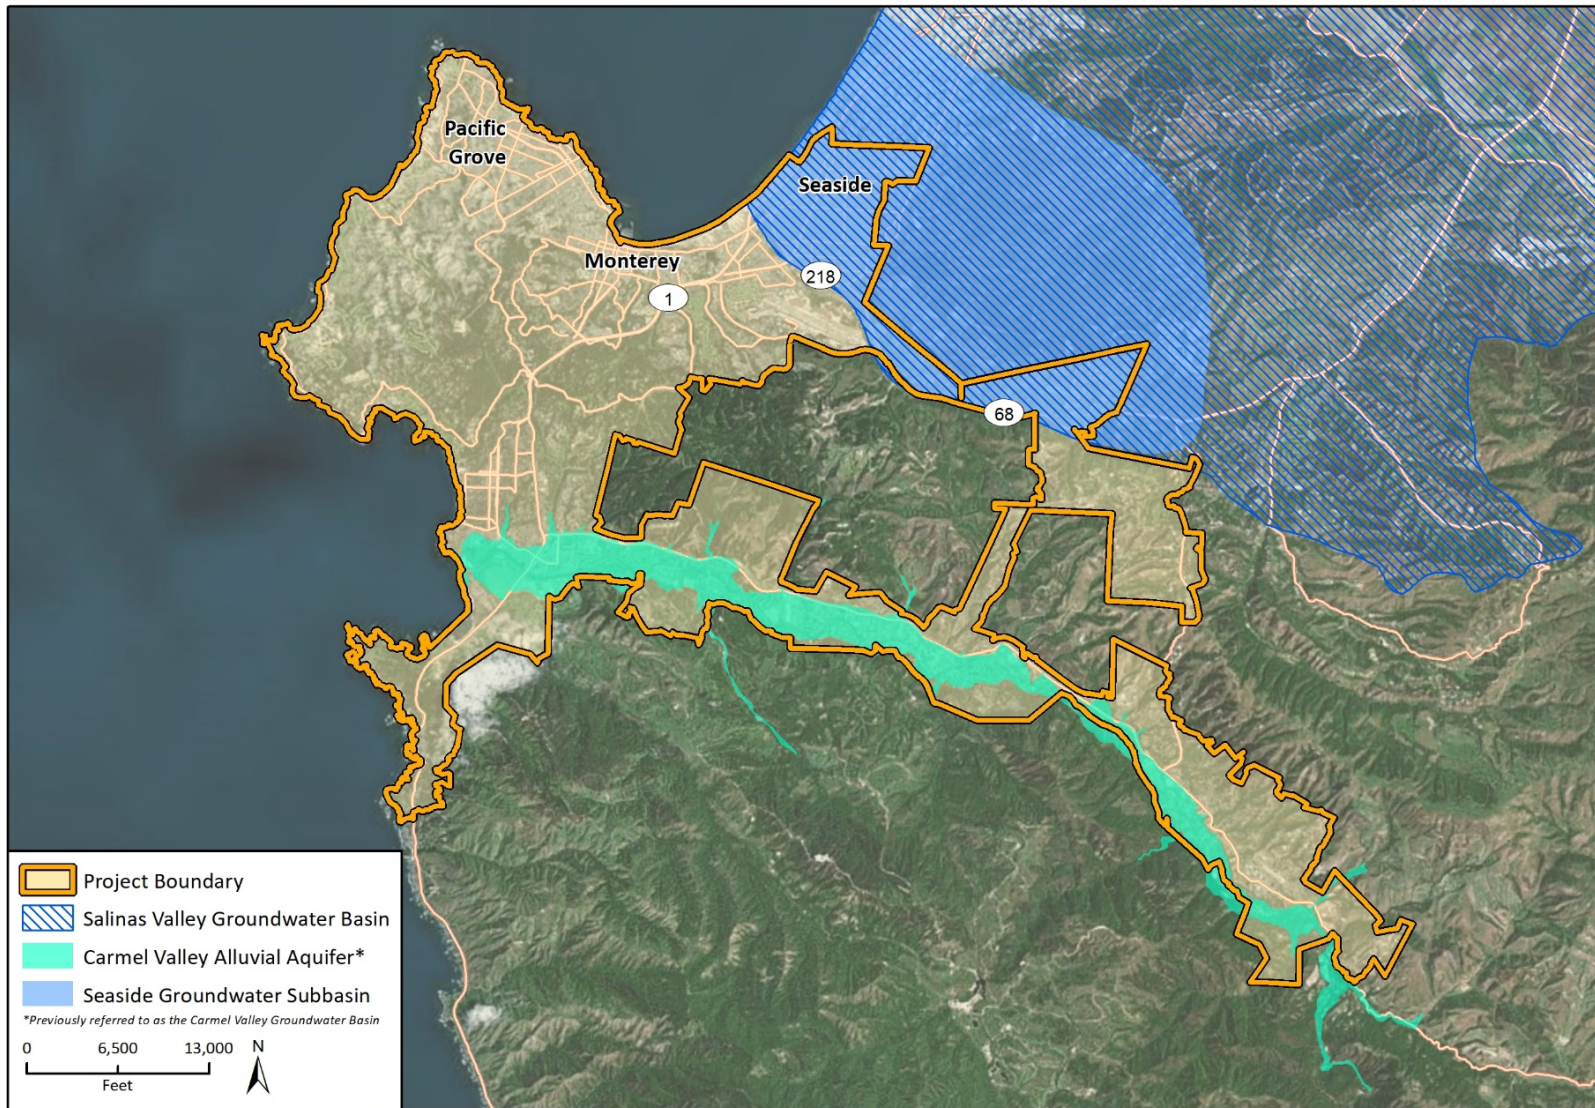 Pacific
Grove
Seaside
Monterey
218
1
68
Project Boundary
Salinas Valley Groundwater Basin
Carmel Valley Alluvial Aquifer*
Seaside Groundwater Subbasin
*Previously referred to as the Carmel Valley Groundwater Basin
0 6,500 13,000 N
Feet